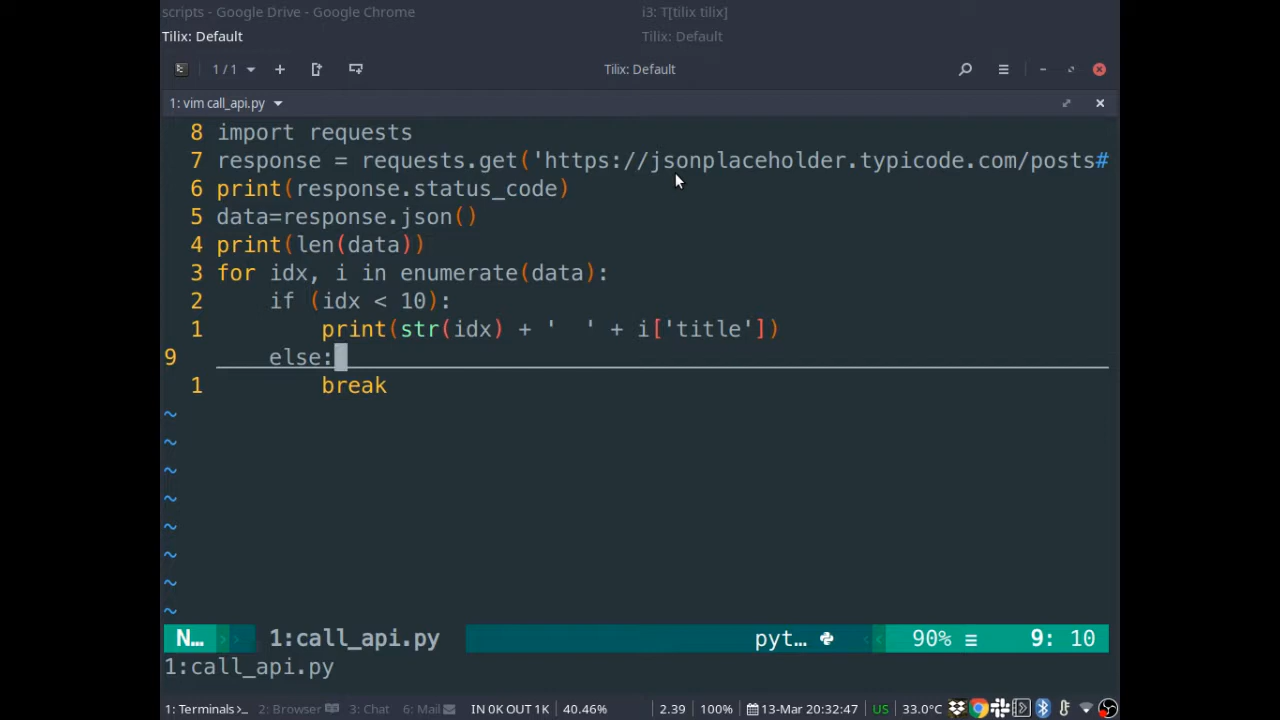 scripts - Google Drive - Google Chrome
i3: T[tilix tilix]
Tilix: Default
Tilix: Default
1 / 1
Tilix: Default
1: vim call_api.py
8 import requests
7 response = requests.get('https://jsonplaceholder.typicode.com/posts#
6 print(response.status_code)
5 data=response.json()
4 print(len(data))
3 for idx, i in enumerate(data):
2     if (idx < 10):
1         print(str(idx) + '  ' + i['title'])
9     else:
1         break
~
~
~
~
~
~
~
~
N... 1:call_api.py pyt... 90% ≡ 9: 10
1:call_api.py
1: Terminals>_ 2: Browser 3: Chat 6: Mail IN 0K OUT 1K 40.46% 2.39 100% 13-Mar 20:32:47 US 33.0°C